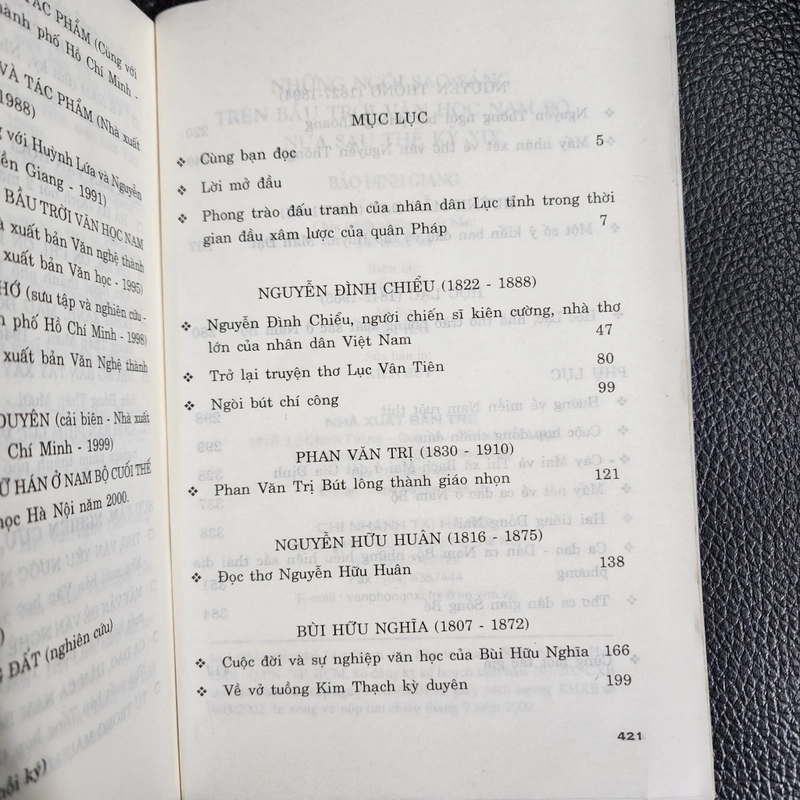 TÁC PHẨM (Cùng với
thành phố Hồ Chí Minh -
VÀ TÁC PHẨM (Nhà xuất
1988)
với Huỳnh Lứa và Nguyễn
Giang - 1991)
BẦU TRỜI VĂN HỌC NAM
xuất bản Văn nghệ thành
xuất bản Văn học - 1995)
(sưu tập và nghiên cứu -
phố Hồ Chí Minh - 1998)
xuất bản Văn Nghệ thành
DUYÊN (cải biên - Nhà xuất
Chí Minh - 1999)
HÁN Ở NAM BỘ CUỐI THẾ
học Hà Nội năm 2000.
ĐẤT (nghiên cứu)
ký)
MỤC LỤC
❖ Cùng bạn đọc 5
❖ Lời mở đầu
❖ Phong trào đấu tranh của nhân dân Lục tỉnh trong thời
gian đầu xâm lược của quân Pháp 7
NGUYỄN ĐÌNH CHIỂU (1822 - 1888)
❖ Nguyễn Đình Chiểu, người chiến sĩ kiên cường, nhà thơ
lớn của nhân dân Việt Nam 47
❖ Trở lại truyện thơ Lục Vân Tiên 80
❖ Ngòi bút chí công 99
PHAN VĂN TRỊ (1830 - 1910)
❖ Phan Văn Trị Bút lông thành giáo nhọn 121
NGUYỄN HỮU HUÂN (1816 - 1875)
❖ Đọc thơ Nguyễn Hữu Huân 138
BÙI HỮU NGHĨA (1807 - 1872)
❖ Cuộc đời và sự nghiệp văn học của Bùi Hữu Nghĩa 166
❖ Về vở tuồng Kim Thạch kỳ duyên 199
421